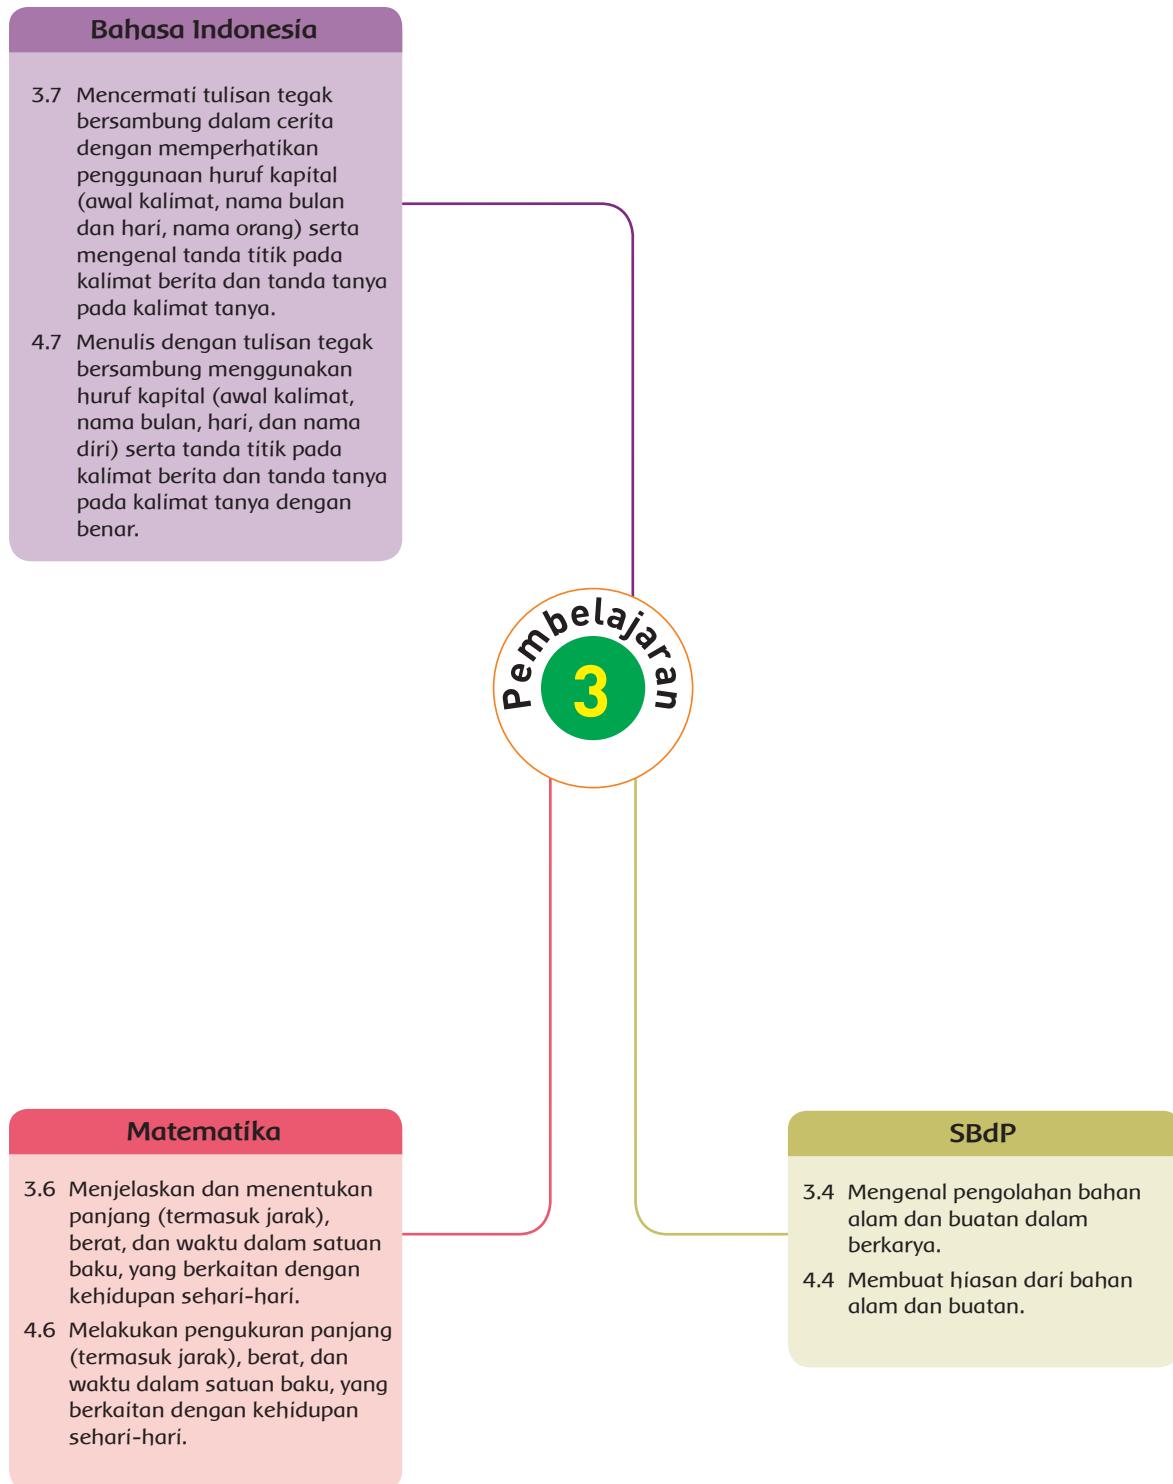 Bahasa Indonesia
3.7 Mencermati tulisan tegak
bersambung dalam cerita
dengan memperhatikan
penggunaan huruf kapital
(awal kalimat, nama bulan
dan hari, nama orang) serta
mengenal tanda titik pada
kalimat berita dan tanda tanya
pada kalimat tanya.
4.7 Menulis dengan tulisan tegak
bersambung menggunakan
huruf kapital (awal kalimat,
nama bulan, hari, dan nama
diri) serta tanda titik pada
kalimat berita dan tanda tanya
pada kalimat tanya dengan
benar.
Pembelajaran
3
Matematika
3.6 Menjelaskan dan menentukan
panjang (termasuk jarak),
berat, dan waktu dalam satuan
baku, yang berkaitan dengan
kehidupan sehari-hari.
4.6 Melakukan pengukuran panjang
(termasuk jarak), berat, dan
waktu dalam satuan baku, yang
berkaitan dengan kehidupan
sehari-hari.
SBdP
3.4 Mengenal pengolahan bahan
alam dan buatan dalam
berkarya.
4.4 Membuat hiasan dari bahan
alam dan buatan.